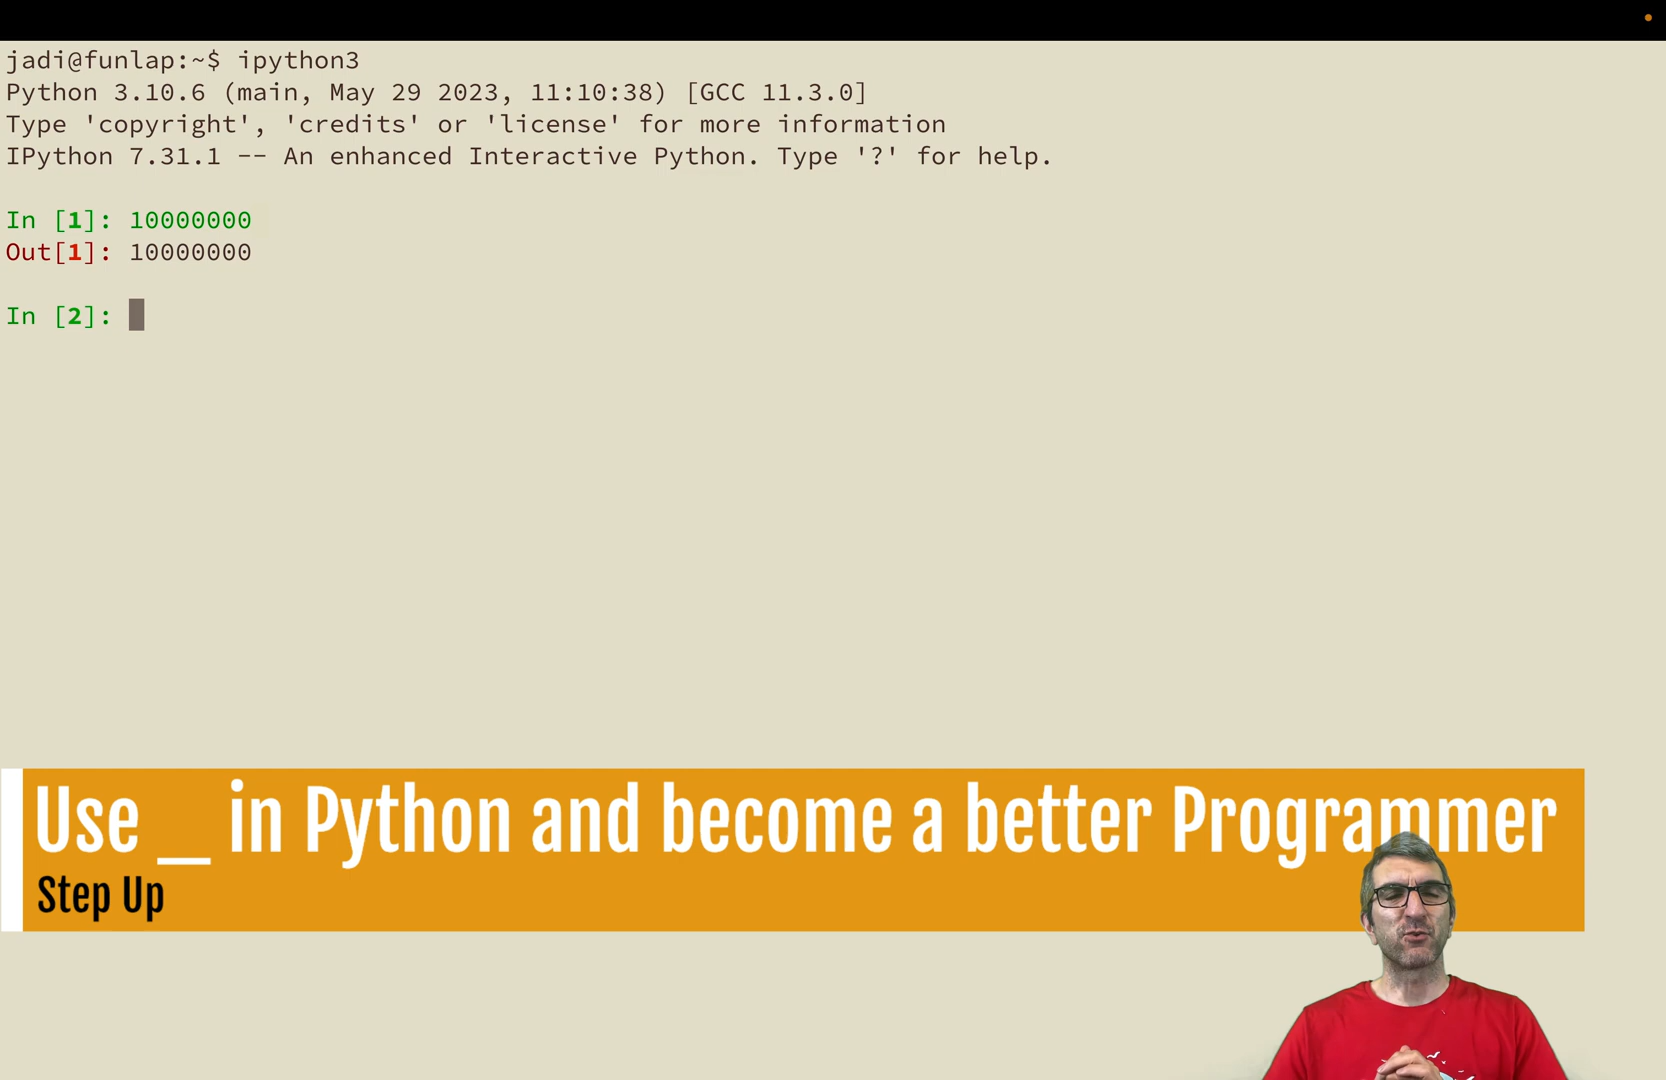 jadi@funlap:~$ ipython3
Python 3.10.6 (main, May 29 2023, 11:10:38) [GCC 11.3.0]
Type 'copyright', 'credits' or 'license' for more information
IPython 7.31.1 -- An enhanced Interactive Python. Type '?' for help.
In [1]: 10000000
Out[1]: 10000000
In [2]:
Use __ in Python and become a better Programmer
Step Up